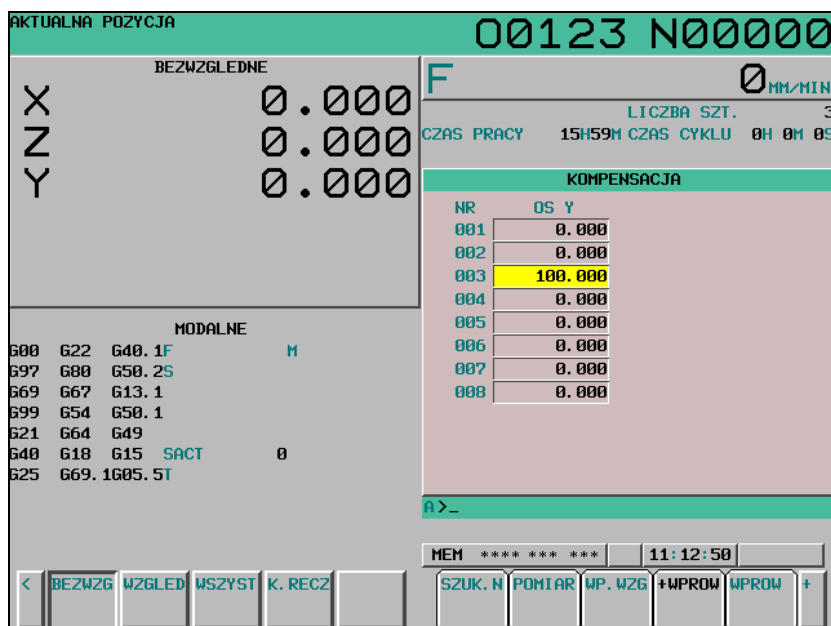 AKTUALNA POZYCJA
O0123 N00000
BEZWZGLEDNE
X 0.000
Z 0.000
Y 0.000
F 0 MM/MIN
LICZBA SZT. 3
CZAS PRACY 15H59M CZAS CYKLU 0H 0M 0S
KOMPENSACJA
NR OS Y
001 0.000
002 0.000
003 100.000
004 0.000
005 0.000
006 0.000
007 0.000
008 0.000
MODALNE
G00 G22 G40.1 F M
G97 G80 G50.2 S
G69 G67 G13.1
G99 G54 G50.1
G21 G64 G49
G40 G18 G15 SACT 0
G25 G69.1 G05.5 T
A>_
MEM **** *** *** 11:12:50
< BEZWZG WZGLED WSZYST K.RECZ
SZUK.N POMIAR WP.WZG +WPROW WPROW +